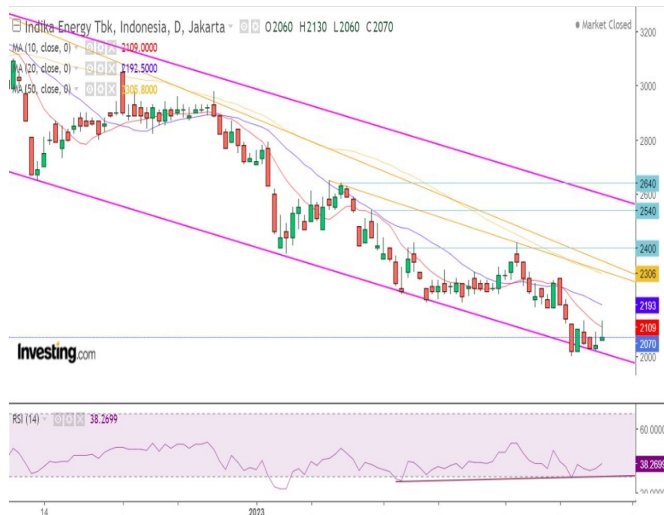 Indika Energy Tbk, Indonesia, D, Jakarta O2060 H2130 L2060 C2070
Market Closed
MA (10, close, 0) 2109.0000
MA (20, close, 0) 2192.5000
MA (50, close, 0) 2305.8000
3200
3000
2800
2640
2600
2540
2400
2306
2193
2109
2070
2000
Investing.com
RSI (14) 38.2699
60.0000
38.2699
20.0000
14
2023